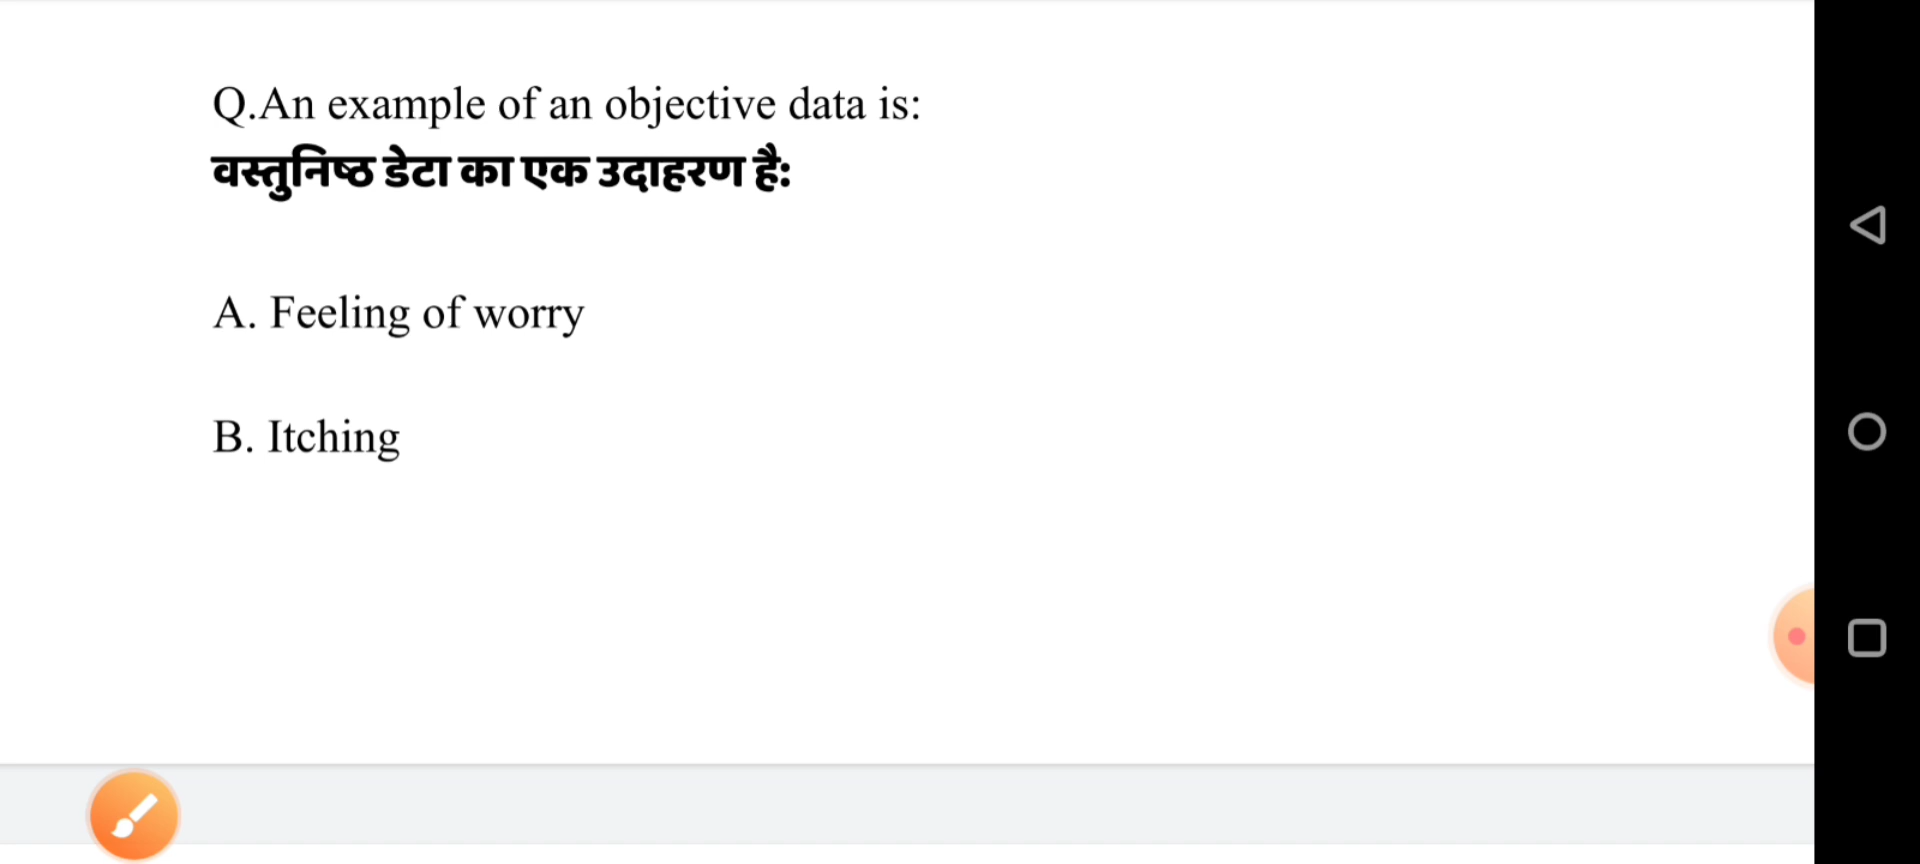 Q.An example of an objective data is:
वस्तुनिष्ठ डेटा का एक उदाहरण है:
A. Feeling of worry
B. Itching